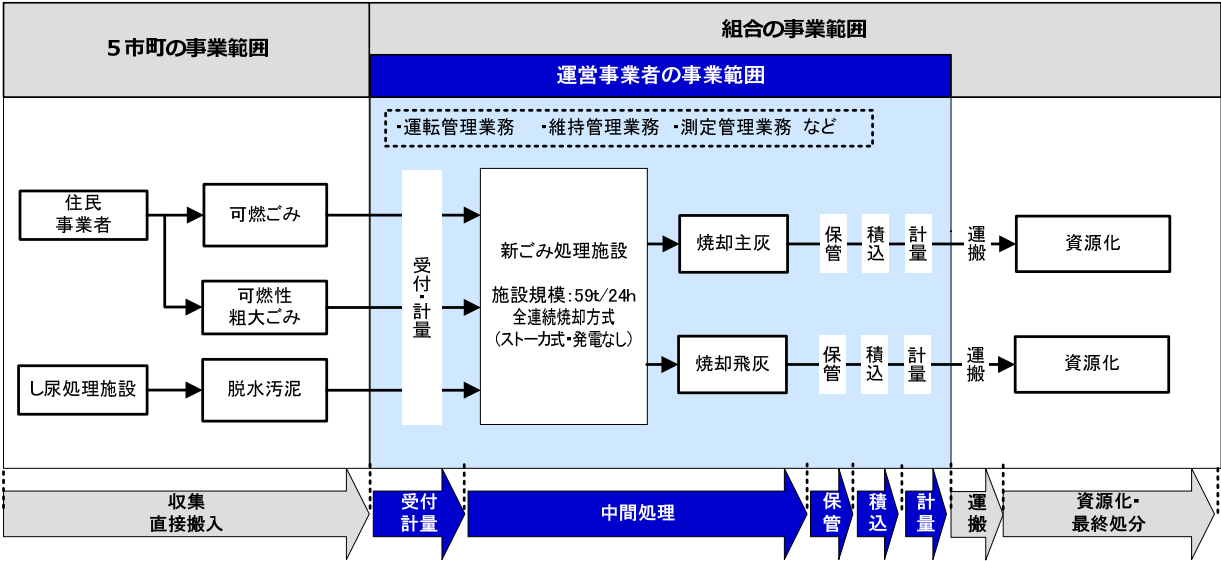 ５市町の事業範囲
組合の事業範囲
運営事業者の事業範囲
・運転管理業務　・維持管理業務　・測定管理業務　など
住民
事業者
可燃ごみ
可燃性
粗大ごみ
し尿処理施設
脱水汚泥
受付・計量
新ごみ処理施設
施設規模：59t/24h
全連続焼却方式
（ストーカ式・発電なし）
焼却主灰
保管
積込
計量
運搬
資源化
焼却飛灰
保管
積込
計量
運搬
資源化
収集
直接搬入
受付
計量
中間処理
保管
積込
計量
運搬
資源化・
最終処分